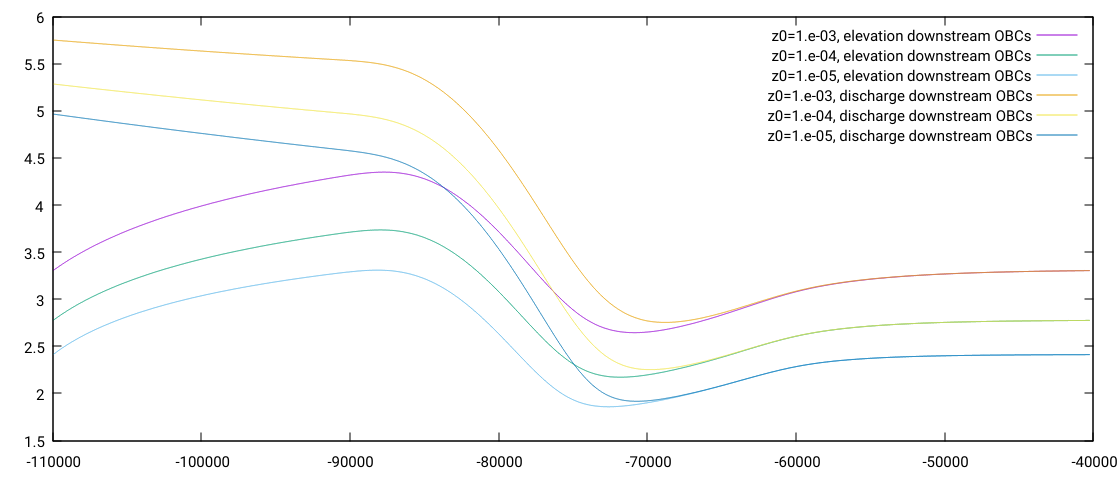 6
5.5
5
4.5
4
3.5
3
2.5
2
1.5
-110000 -100000 -90000 -80000 -70000 -60000 -50000 -40000
z0=1.e-03, elevation downstream OBCs
z0=1.e-04, elevation downstream OBCs
z0=1.e-05, elevation downstream OBCs
z0=1.e-03, discharge downstream OBCs
z0=1.e-04, discharge downstream OBCs
z0=1.e-05, discharge downstream OBCs